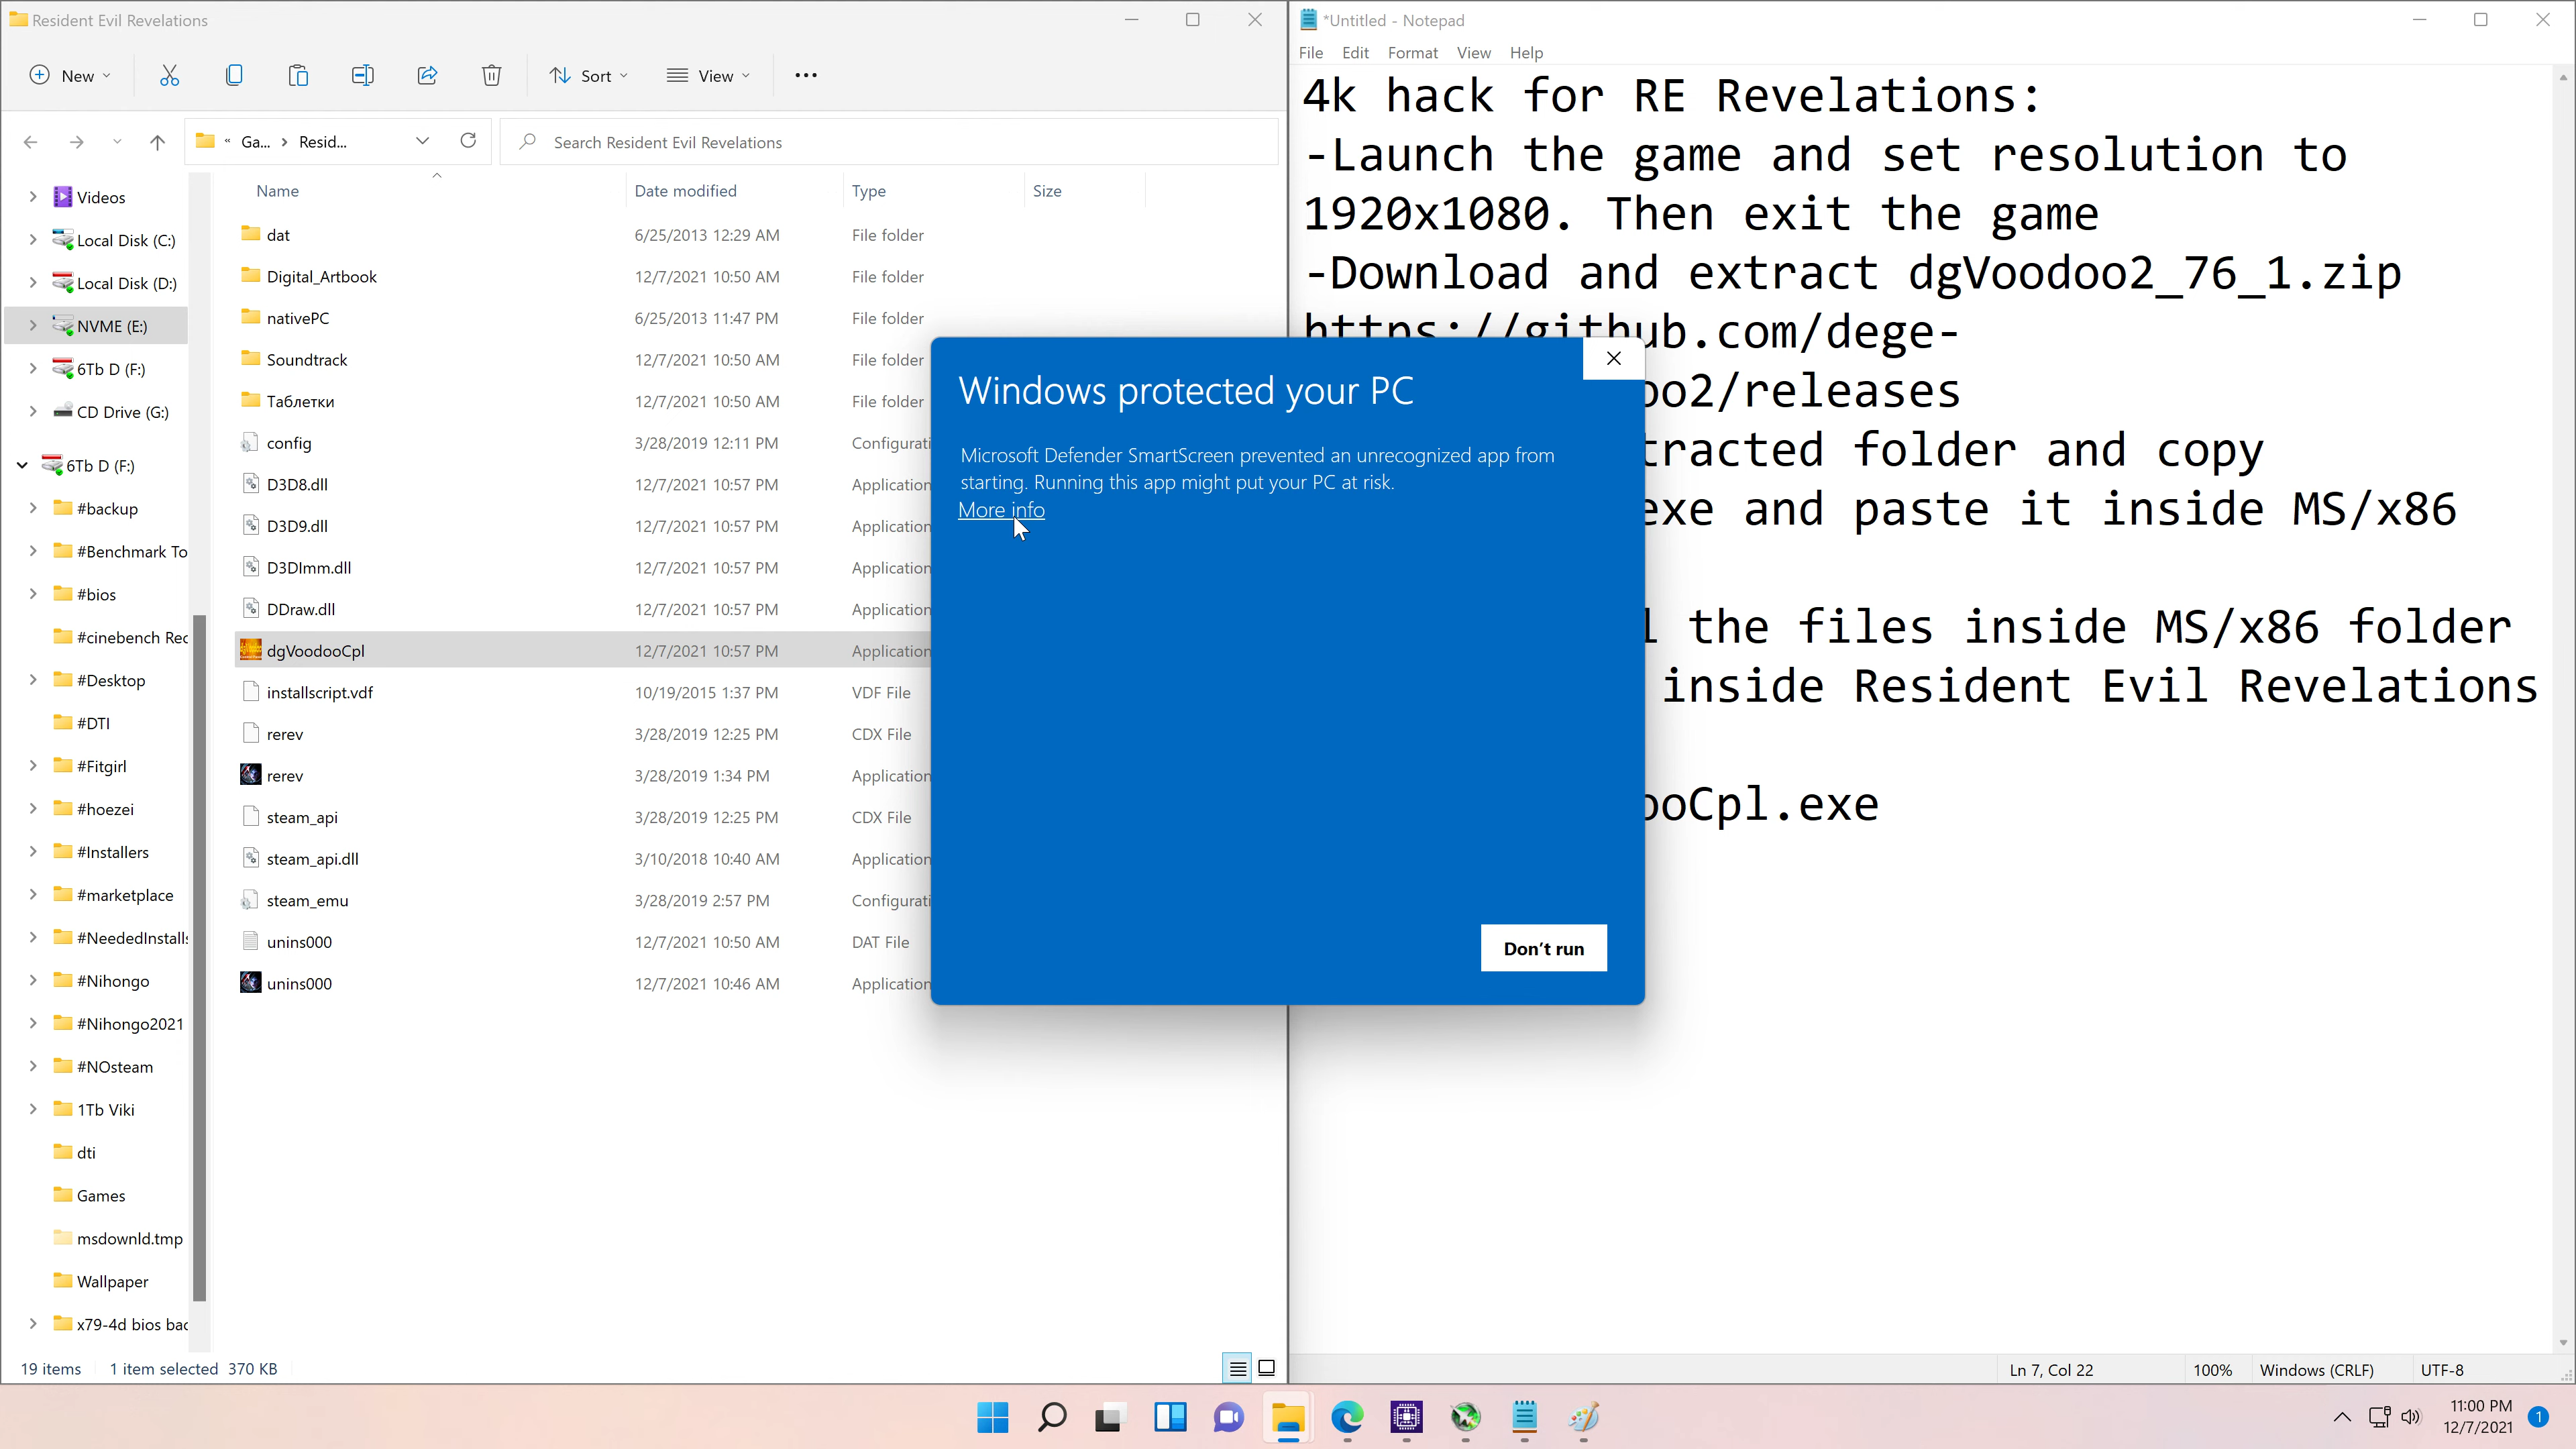 Resident Evil Revelations
New
Sort
View
« Ga... > Resid...
Search Resident Evil Revelations
Videos
Local Disk (C:)
Local Disk (D:)
NVME (E:)
6Tb D (F:)
CD Drive (G:)
6Tb D (F:)
#backup
#Benchmark To
#bios
#cinebench Rec
#Desktop
#DTI
#Fitgirl
#hoezei
#Installers
#marketplace
#NeededInstalls
#Nihongo
#Nihongo2021
#NOsteam
1Tb Viki
dti
Games
msdownld.tmp
Wallpaper
x79-4d bios bac
Name Date modified Type Size
dat 6/25/2013 12:29 AM File folder
Digital_Artbook 12/7/2021 10:50 AM File folder
nativePC 6/25/2013 11:47 PM File folder
Soundtrack 12/7/2021 10:50 AM File folder
Таблетки 12/7/2021 10:50 AM File folder
config 3/28/2019 12:11 PM Configurati
D3D8.dll 12/7/2021 10:57 PM Application
D3D9.dll 12/7/2021 10:57 PM Application
D3DImm.dll 12/7/2021 10:57 PM Application
DDraw.dll 12/7/2021 10:57 PM Application
dgVoodooCpl 12/7/2021 10:57 PM Application
installscript.vdf 10/19/2015 1:37 PM VDF File
rerev 3/28/2019 12:25 PM CDX File
rerev 3/28/2019 1:34 PM Application
steam_api 3/28/2019 12:25 PM CDX File
steam_api.dll 3/10/2018 10:40 AM Application
steam_emu 3/28/2019 2:57 PM Configurati
unins000 12/7/2021 10:50 AM DAT File
unins000 12/7/2021 10:46 AM Application
19 items 1 item selected 370 KB
Windows protected your PC
Microsoft Defender SmartScreen prevented an unrecognized app from
starting. Running this app might put your PC at risk.
More info
Don't run
*Untitled - Notepad
File Edit Format View Help
4k hack for RE Revelations:
-Launch the game and set resolution to
1920x1080. Then exit the game
-Download and extract dgVoodoo2_76_1.zip
https://github.com/dege-
oo2/releases
tracted folder and copy
exe and paste it inside MS/x86
l the files inside MS/x86 folder
inside Resident Evil Revelations
ooCpl.exe
Ln 7, Col 22 100% Windows (CRLF) UTF-8
11:00 PM
12/7/2021
1